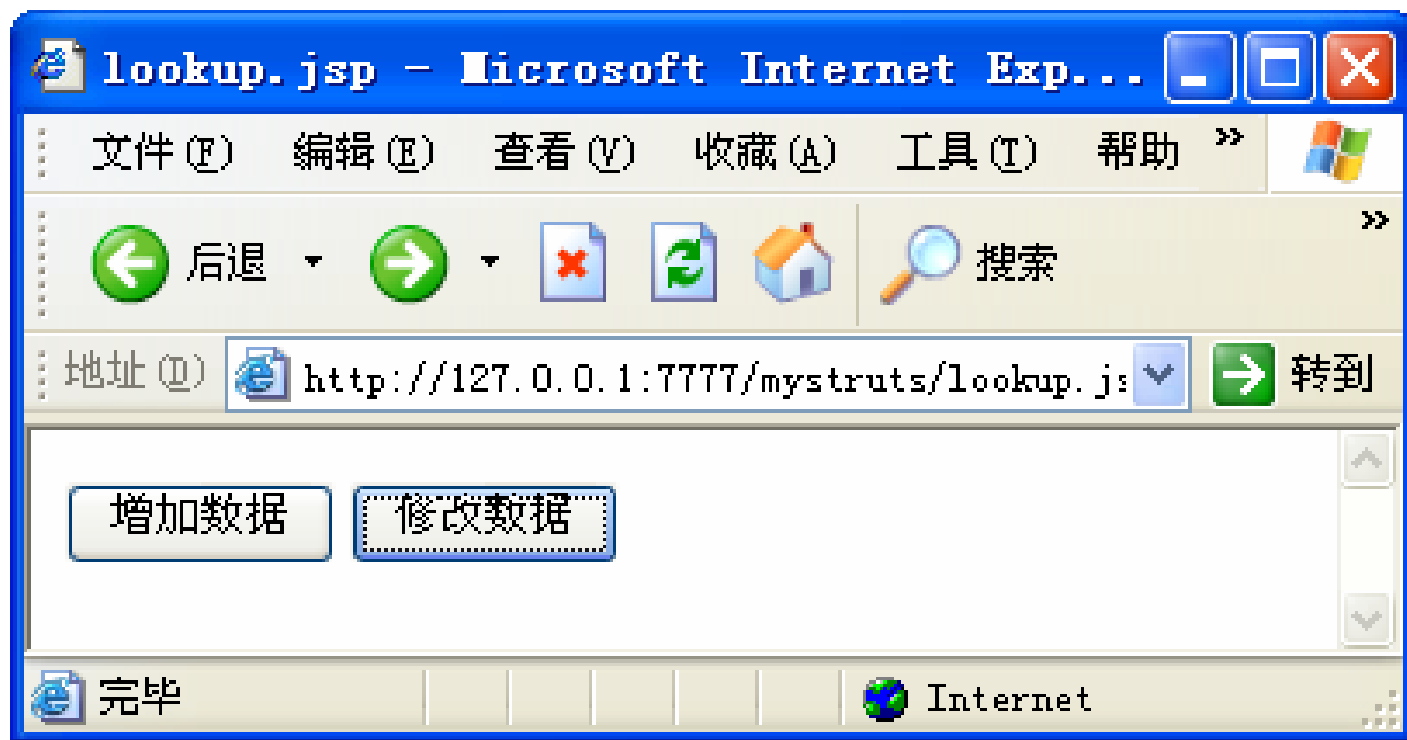 lookup.jsp - Microsoft Internet Exp...
文件(F) 编辑(E) 查看(V) 收藏(A) 工具(T) 帮助 »
后退 搜索 »
地址(D) http://127.0.0.1:7777/mystruts/lookup.js 转到
增加数据 修改数据
完毕 Internet